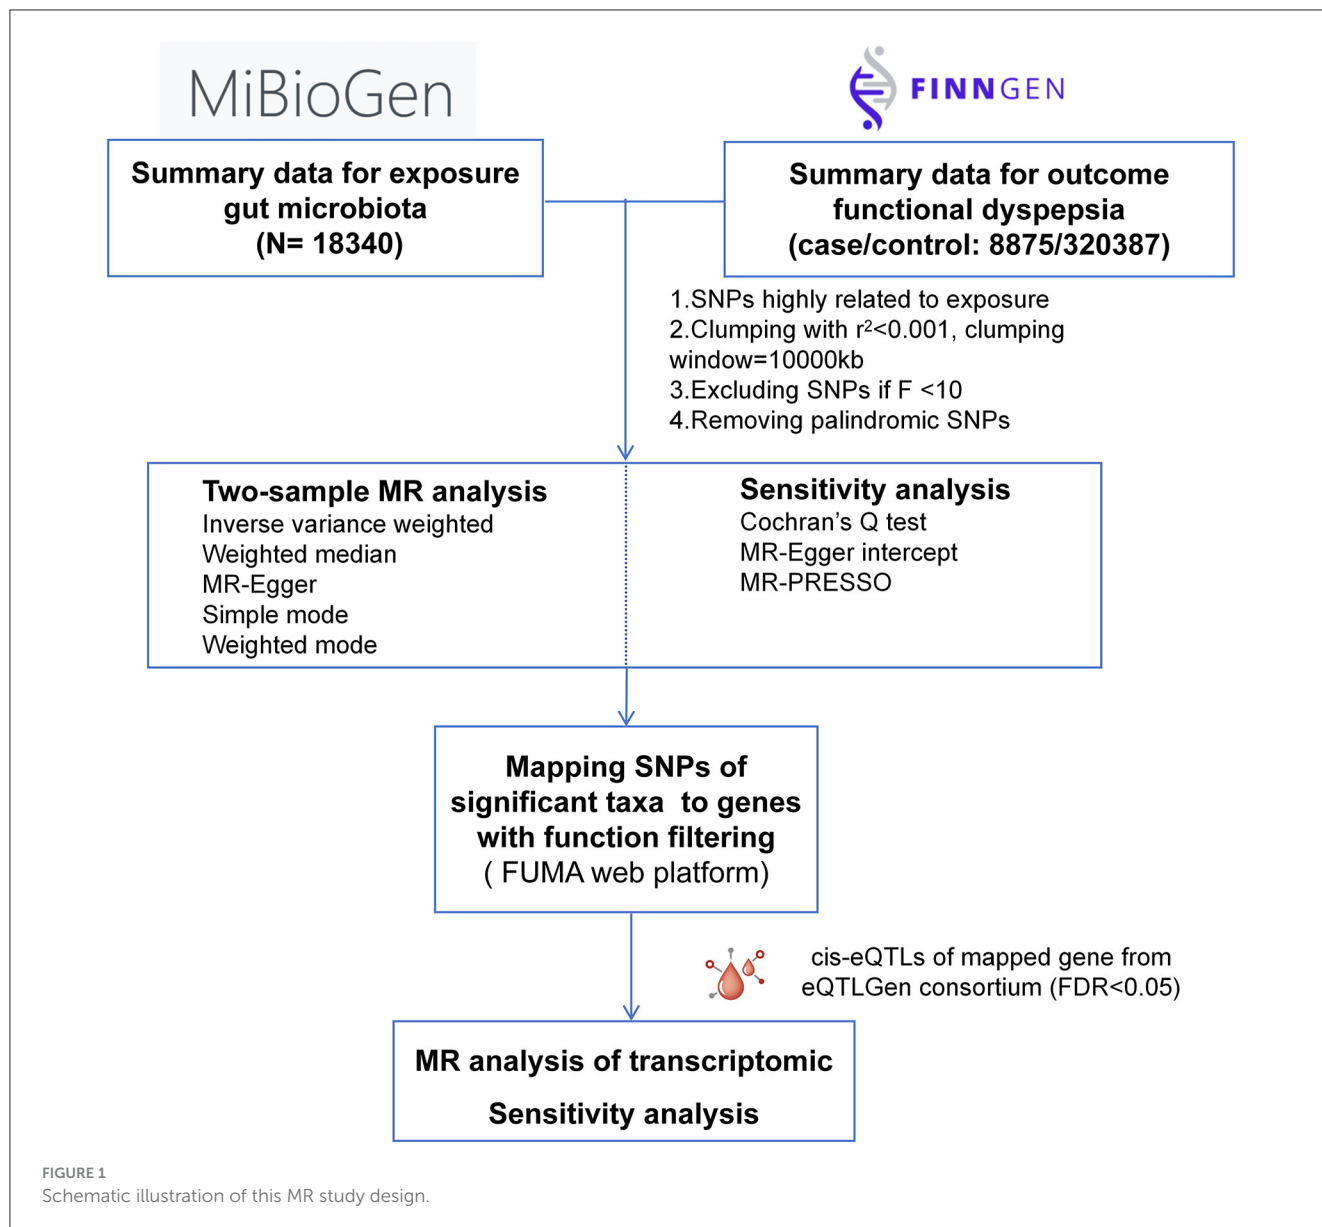 MiBioGen
FINNGEN
Summary data for exposure
gut microbiota
(N= 18340)
Summary data for outcome
functional dyspepsia
(case/control: 8875/320387)
1.SNPs highly related to exposure
2.Clumping with r²<0.001, clumping
window=10000kb
3.Excluding SNPs if F <10
4.Removing palindromic SNPs
Two-sample MR analysis
Inverse variance weighted
Weighted median
MR-Egger
Simple mode
Weighted mode
Sensitivity analysis
Cochran’s Q test
MR-Egger intercept
MR-PRESSO
Mapping SNPs of
significant taxa to genes
with function filtering
( FUMA web platform)
cis-eQTLs of mapped gene from
eQTLGen consortium (FDR<0.05)
MR analysis of transcriptomic
Sensitivity analysis
FIGURE 1
Schematic illustration of this MR study design.